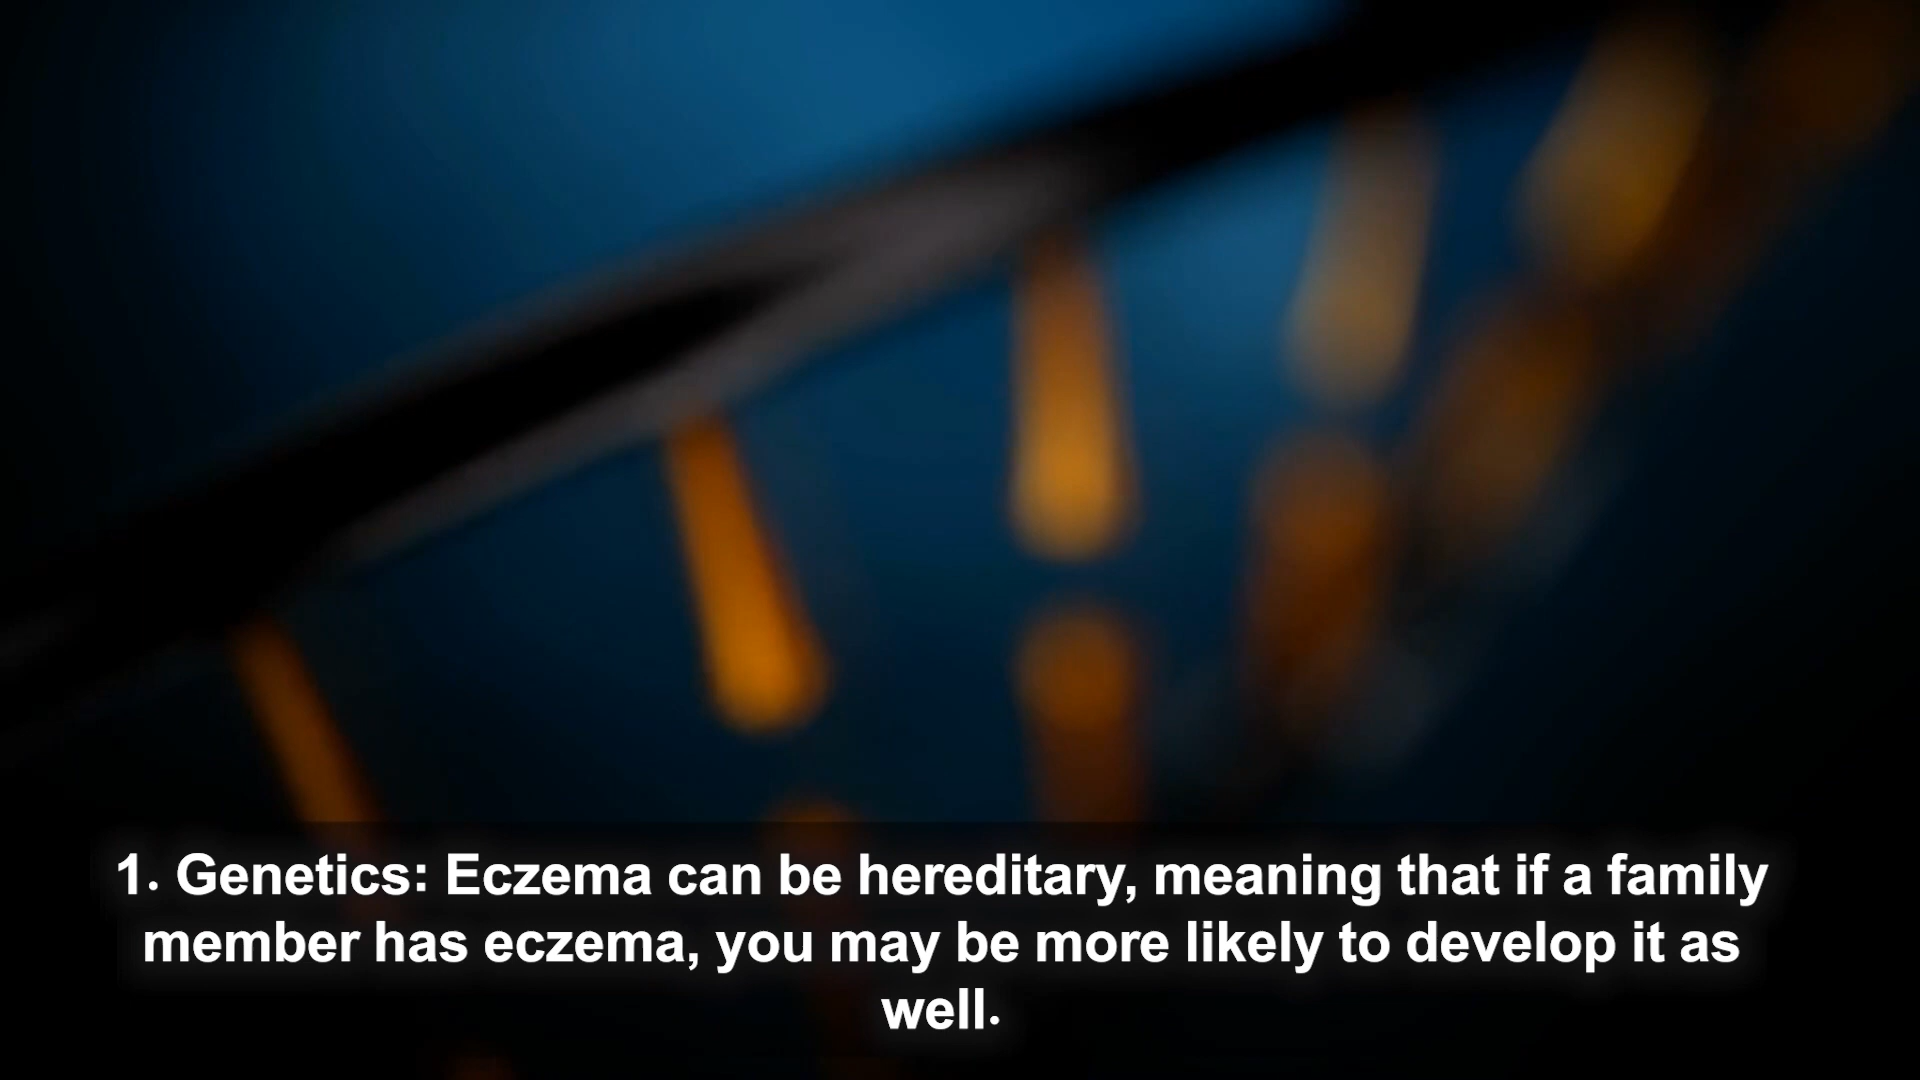 1. Genetics: Eczema can be hereditary, meaning that if a family
member has eczema, you may be more likely to develop it as
well.